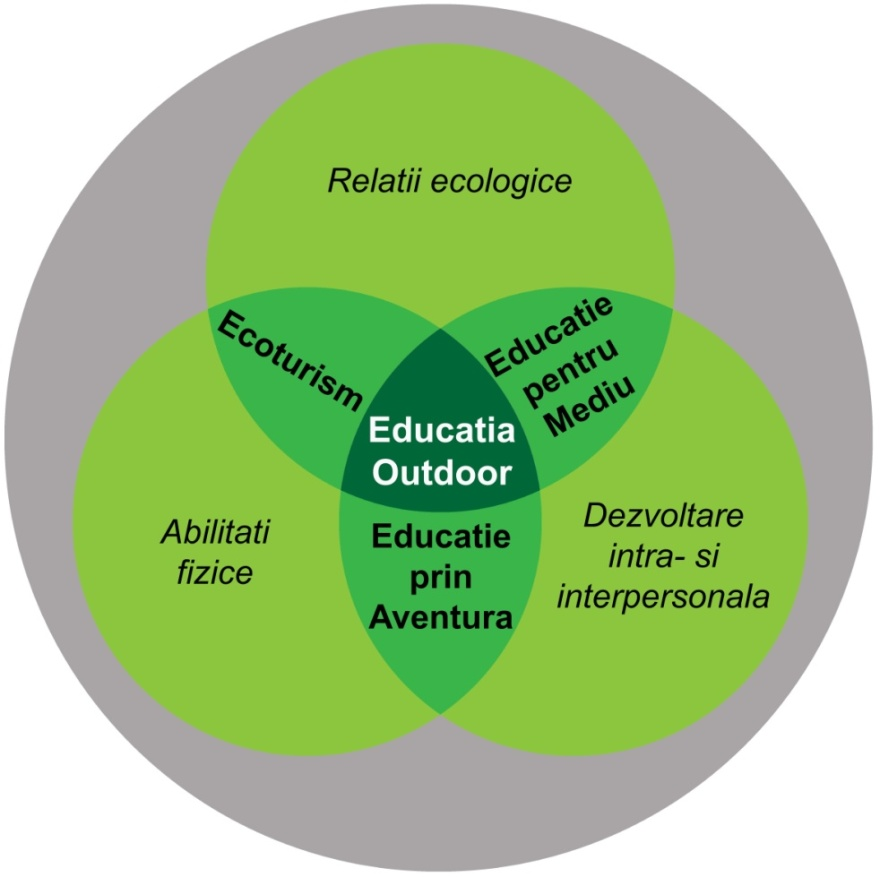 Relatii ecologice
Ecoturism
Educatie
pentru
Mediu
Educatia
Outdoor
Abilitati
fizice
Educatie
prin
Aventura
Dezvoltare
intra- si
interpersonala